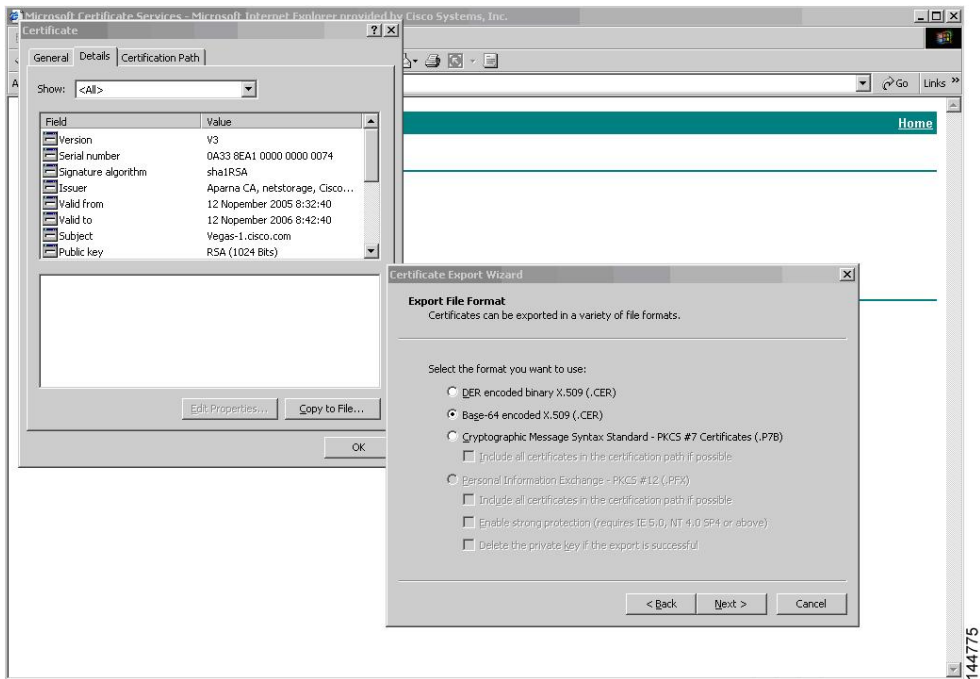 Microsoft Certificate Services - Microsoft Internet Explorer provided by Cisco Systems, Inc.
Certificate
General Details Certification Path
Show: <All>
Field Value
Version V3
Serial number 0A33 8EA1 0000 0000 0074
Signature algorithm sha1RSA
Issuer Aparna CA, netstorage, Cisco...
Valid from 12 Nopember 2005 8:32:40
Valid to 12 Nopember 2006 8:42:40
Subject Vegas-1.cisco.com
Public key RSA (1024 Bits)
Edit Properties... Copy to File...
OK
Go Links »
Home
Certificate Export Wizard
Export File Format
Certificates can be exported in a variety of file formats.
Select the format you want to use:
DER encoded binary X.509 (.CER)
Base-64 encoded X.509 (.CER)
Cryptographic Message Syntax Standard - PKCS #7 Certificates (.P7B)
Include all certificates in the certification path if possible
Personal Information Exchange - PKCS #12 (.PFX)
Include all certificates in the certification path if possible
Enable strong protection (requires IE 5.0, NT 4.0 SP4 or above)
Delete the private key if the export is successful
< Back Next > Cancel
144775